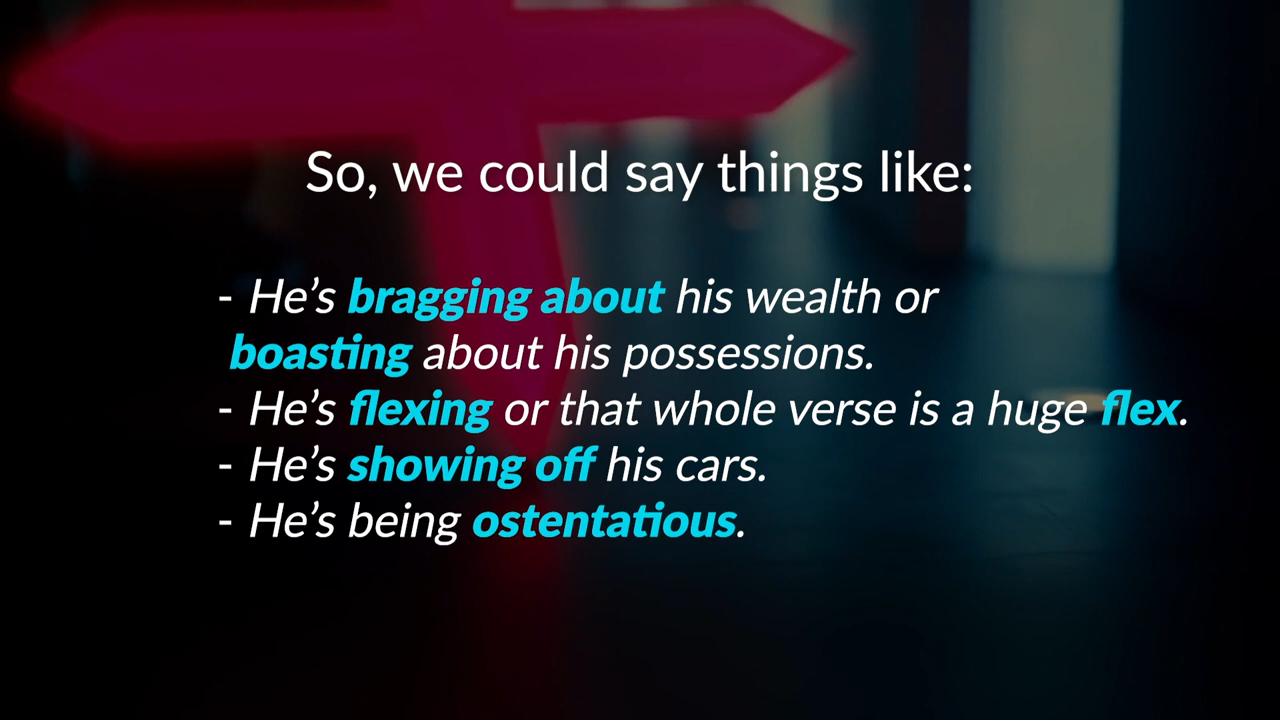 So, we could say things like:
- He’s bragging about his wealth or
boasting about his possessions.
- He’s flexing or that whole verse is a huge flex.
- He’s showing off his cars.
- He’s being ostentatious.